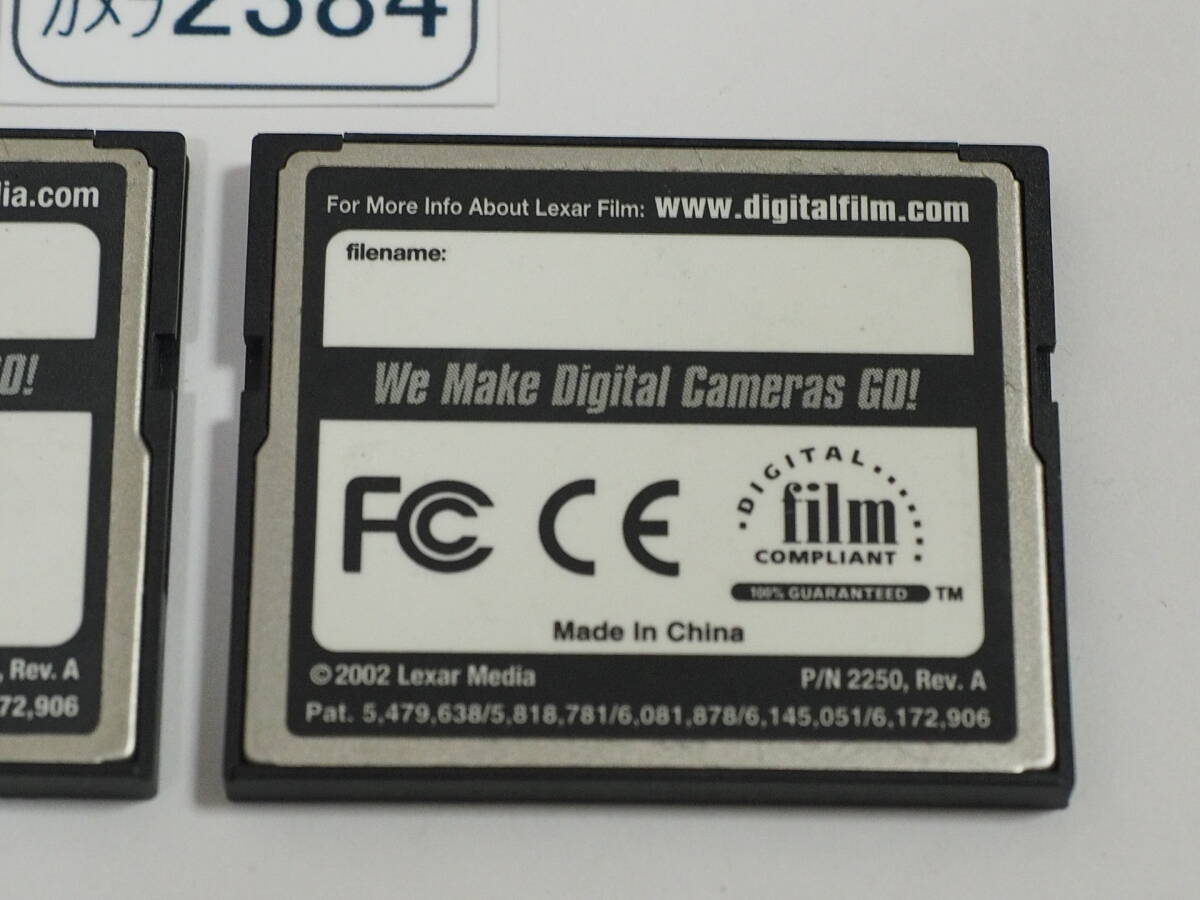 カメラ2384
dia.com
GO!
, Rev. A
72,906
For More Info About Lexar Film: www.digitalfilm.com
filename:
We Make Digital Cameras GO!
FC CE
DIGITAL
film
COMPLIANT
100% GUARANTEED TM
Made In China
©2002 Lexar Media P/N 2250, Rev. A
Pat. 5,479,638/5,818,781/6,081,878/6,145,051/6,172,906